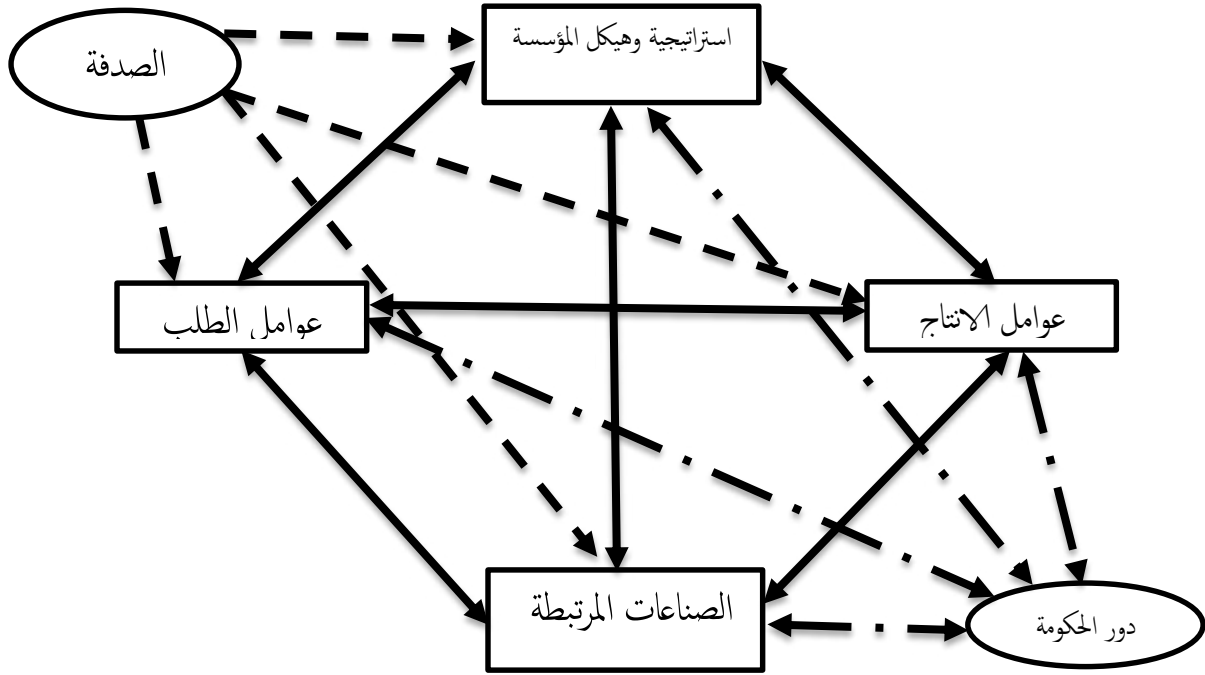 استراتيجية وهيكل المؤسسة
الصدفة
عوامل الانتاج
عوامل الطلب
الصناعات المرتبطة
دور الحكومة